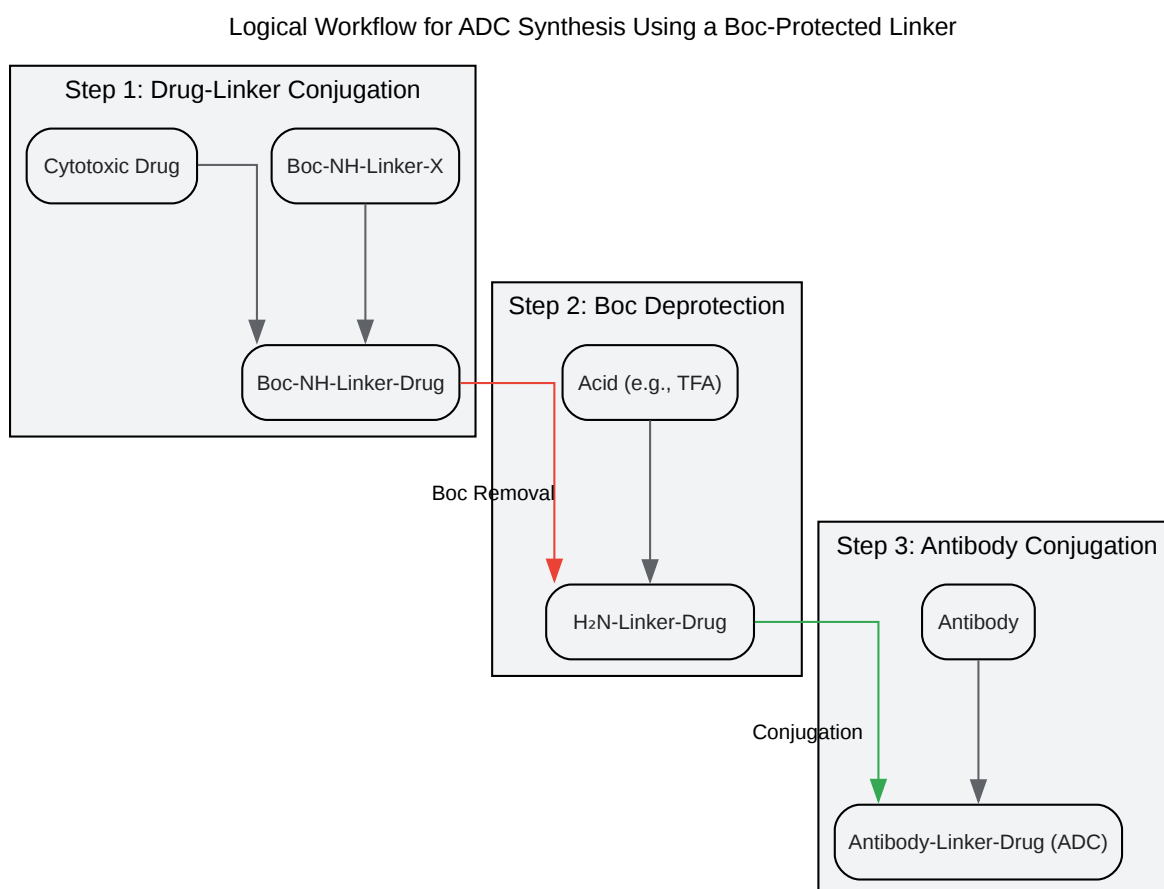 Logical Workflow for ADC Synthesis Using a Boc-Protected Linker
Step 1: Drug-Linker Conjugation
Cytotoxic Drug
Boc-NH-Linker-X
Boc-NH-Linker-Drug
Step 2: Boc Deprotection
Acid (e.g., TFA)
Boc Removal
H₂N-Linker-Drug
Step 3: Antibody Conjugation
Antibody
Conjugation
Antibody-Linker-Drug (ADC)